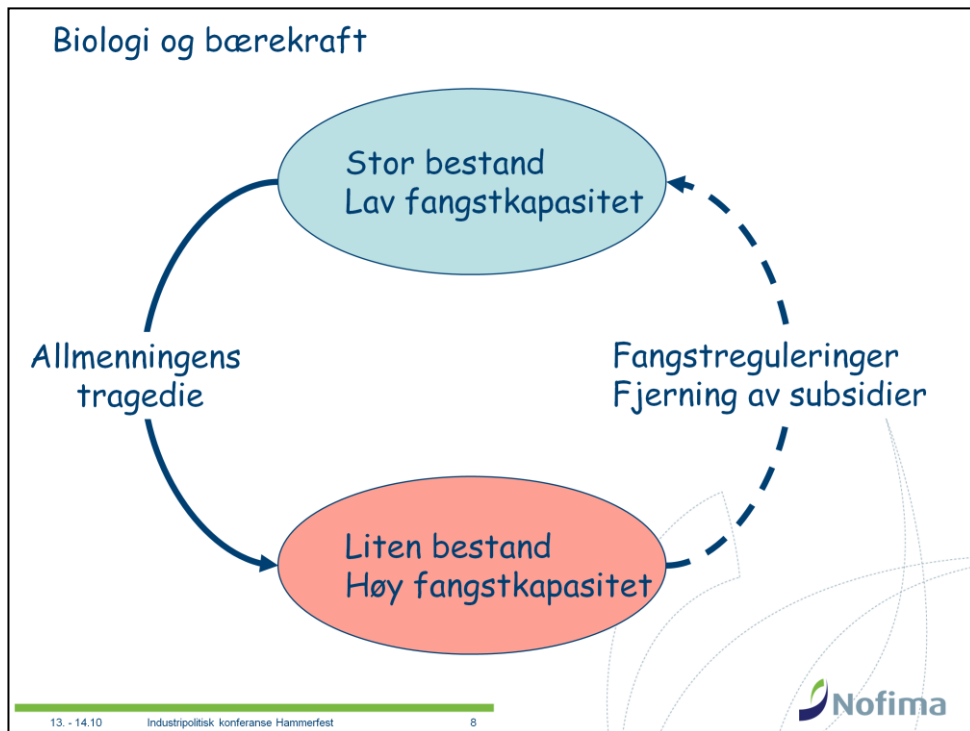 Biologi og bærekraft
Stor bestand
Lav fangstkapasitet
Allmenningens
tragedie
Fangstreguleringer
Fjerning av subsidier
Liten bestand
Høy fangstkapasitet
13. - 14.10 Industripolitisk konferanse Hammerfest 8
Nofima